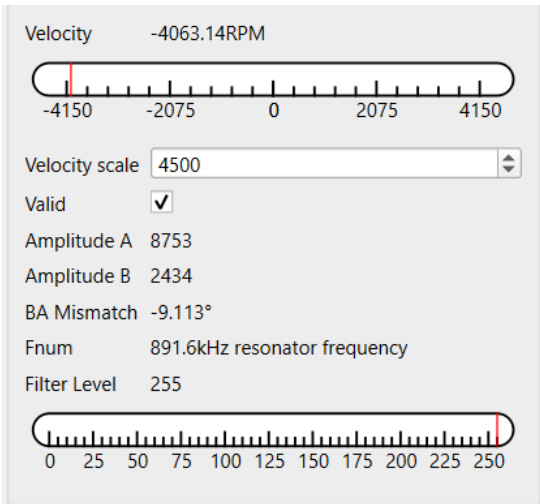 Velocity -4063.14RPM
-4150 -2075 0 2075 4150
Velocity scale 4500
Valid
Amplitude A 8753
Amplitude B 2434
BA Mismatch -9.113°
Fnum 891.6kHz resonator frequency
Filter Level 255
0 25 50 75 100 125 150 175 200 225 250